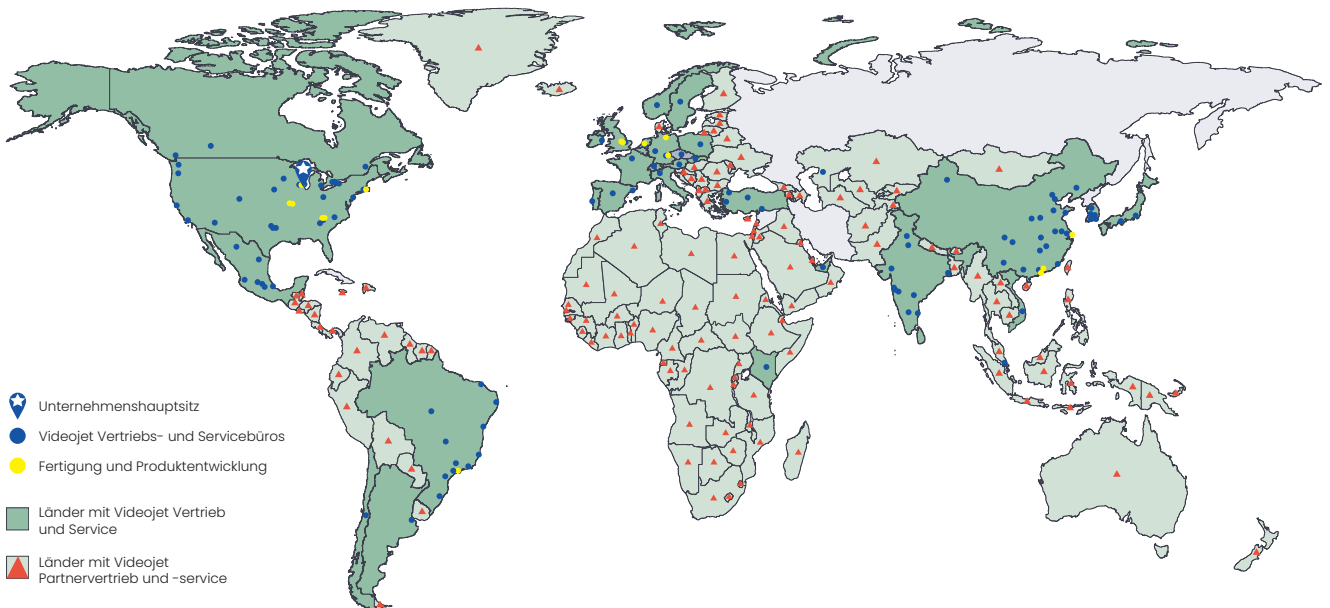 Unternehmenshauptsitz
Videojet Vertriebs- und Servicebüros
Fertigung und Produktentwicklung
Länder mit Videojet Vertrieb
und Service
Länder mit Videojet
Partnervertrieb und -service